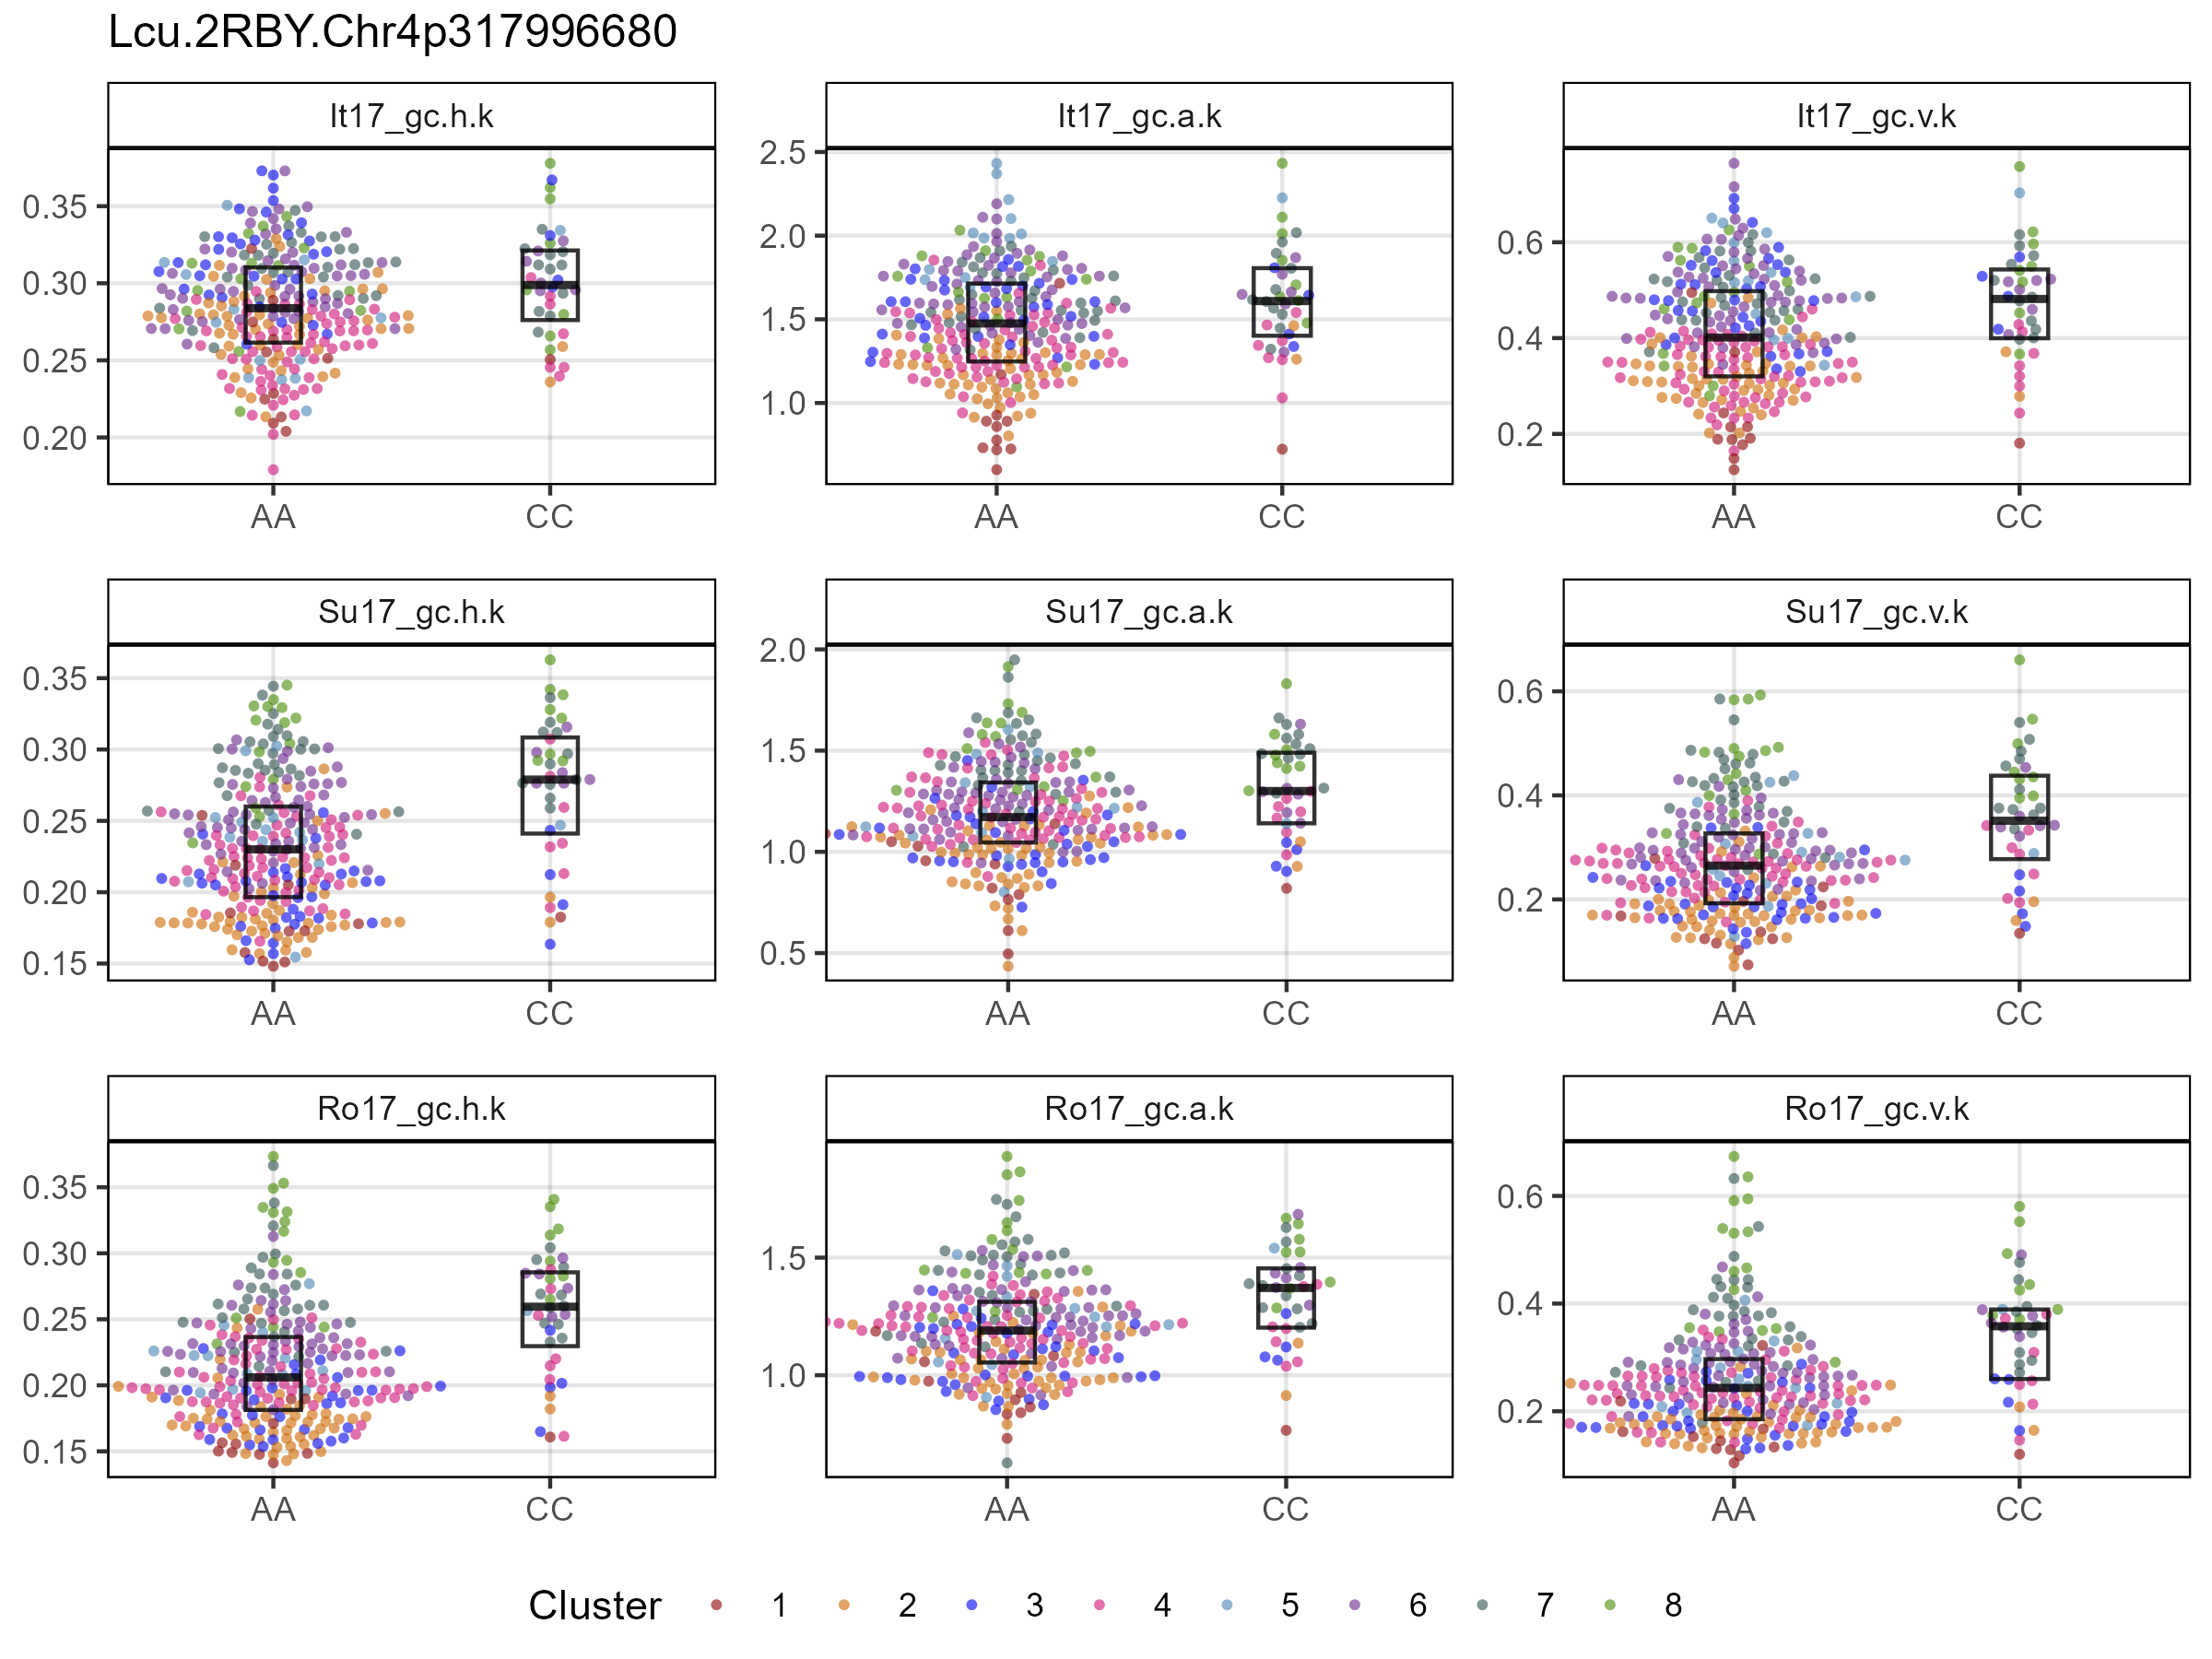 Lcu.2RBY.Chr4p317996680
It17_gc.h.k
It17_gc.a.k
It17_gc.v.k
0.35
0.30
0.25
0.20
AA
CC
2.5
2.0
1.5
1.0
AA
CC
0.6
0.4
0.2
AA
CC
Su17_gc.h.k
Su17_gc.a.k
Su17_gc.v.k
0.35
0.30
0.25
0.20
0.15
AA
CC
2.0
1.5
1.0
0.5
AA
CC
0.6
0.4
0.2
AA
CC
Ro17_gc.h.k
Ro17_gc.a.k
Ro17_gc.v.k
0.35
0.30
0.25
0.20
0.15
AA
CC
1.5
1.0
AA
CC
0.6
0.4
0.2
AA
CC
Cluster 1 2 3 4 5 6 7 8